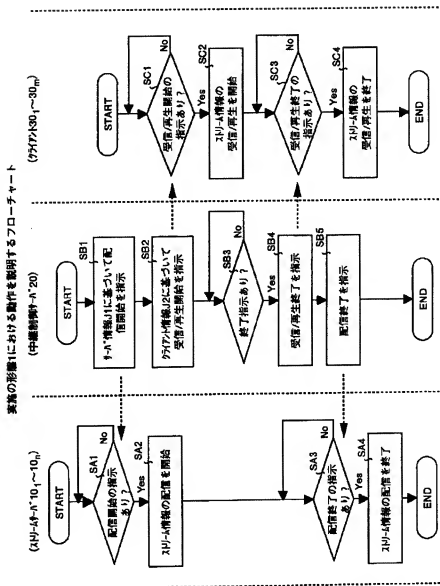 実施の形態1における動作を説明するフローチャート
(ストリームサーバ10₁～10ₙ)
START
SA1
配信開始の指示
あり？
No
Yes
SA2
ストリーム情報の配信を開始
SA3
配信終了の指示
あり？
No
Yes
SA4
ストリーム情報の配信を終了
END
(中継制御サーバ20)
START
SB1
サーバ情報J1に基づいて配
信開始を指示
SB2
クライアント情報J2に基づいて
受信/再生開始を指示
SB3
終了指示あり？
No
Yes
SB4
受信/再生終了を指示
SB5
配信終了を指示
END
(クライアント30₁～30ₘ)
START
SC1
受信/再生開始の
指示あり？
No
Yes
SC2
ストリーム情報の
受信/再生を開始
SC3
受信/再生終了の
指示あり？
No
Yes
SC4
ストリーム情報の
受信/再生を終了
END